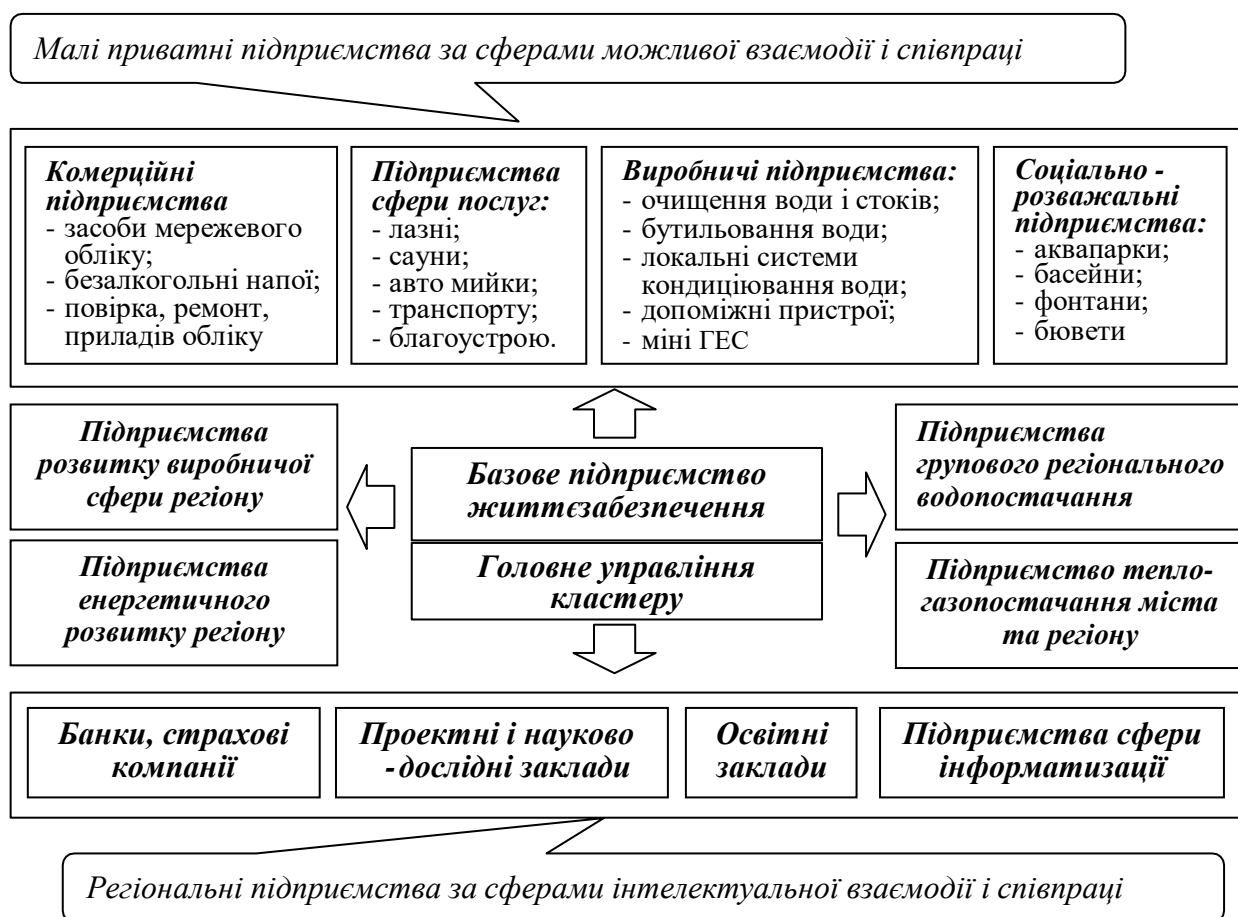 Малі приватні підприємства за сферами можливої взаємодії і співпраці
Комерційні
підприємства
- засоби мережевого
обліку;
- безалкогольні напої;
- повірка, ремонт,
приладів обліку
Підприємства
сфери послуг:
- лазні;
- сауни;
- авто мийки;
- транспорту;
- благоустрою.
Виробничі підприємства:
- очищення води і стоків;
- бутильовання води;
- локальні системи
кондиціювання води;
- допоміжні пристрої;
- міні ГЕС
Соціально -
розважальні
підприємства:
- аквапарки;
- басейни;
- фонтани;
- бювети
Підприємства
розвитку виробничої
сфери регіону
Підприємства
енергетичного
розвитку регіону
Базове підприємство
життєзабезпечення
Головне управління
кластеру
Підприємства
групового регіонального
водопостачання
Підприємство тепло-
газопостачання міста
та регіону
Банки, страхові
компанії
Проектні і науково
-дослідні заклади
Освітні
заклади
Підприємства сфери
інформатизації
Регіональні підприємства за сферами інтелектуальної взаємодії і співпраці